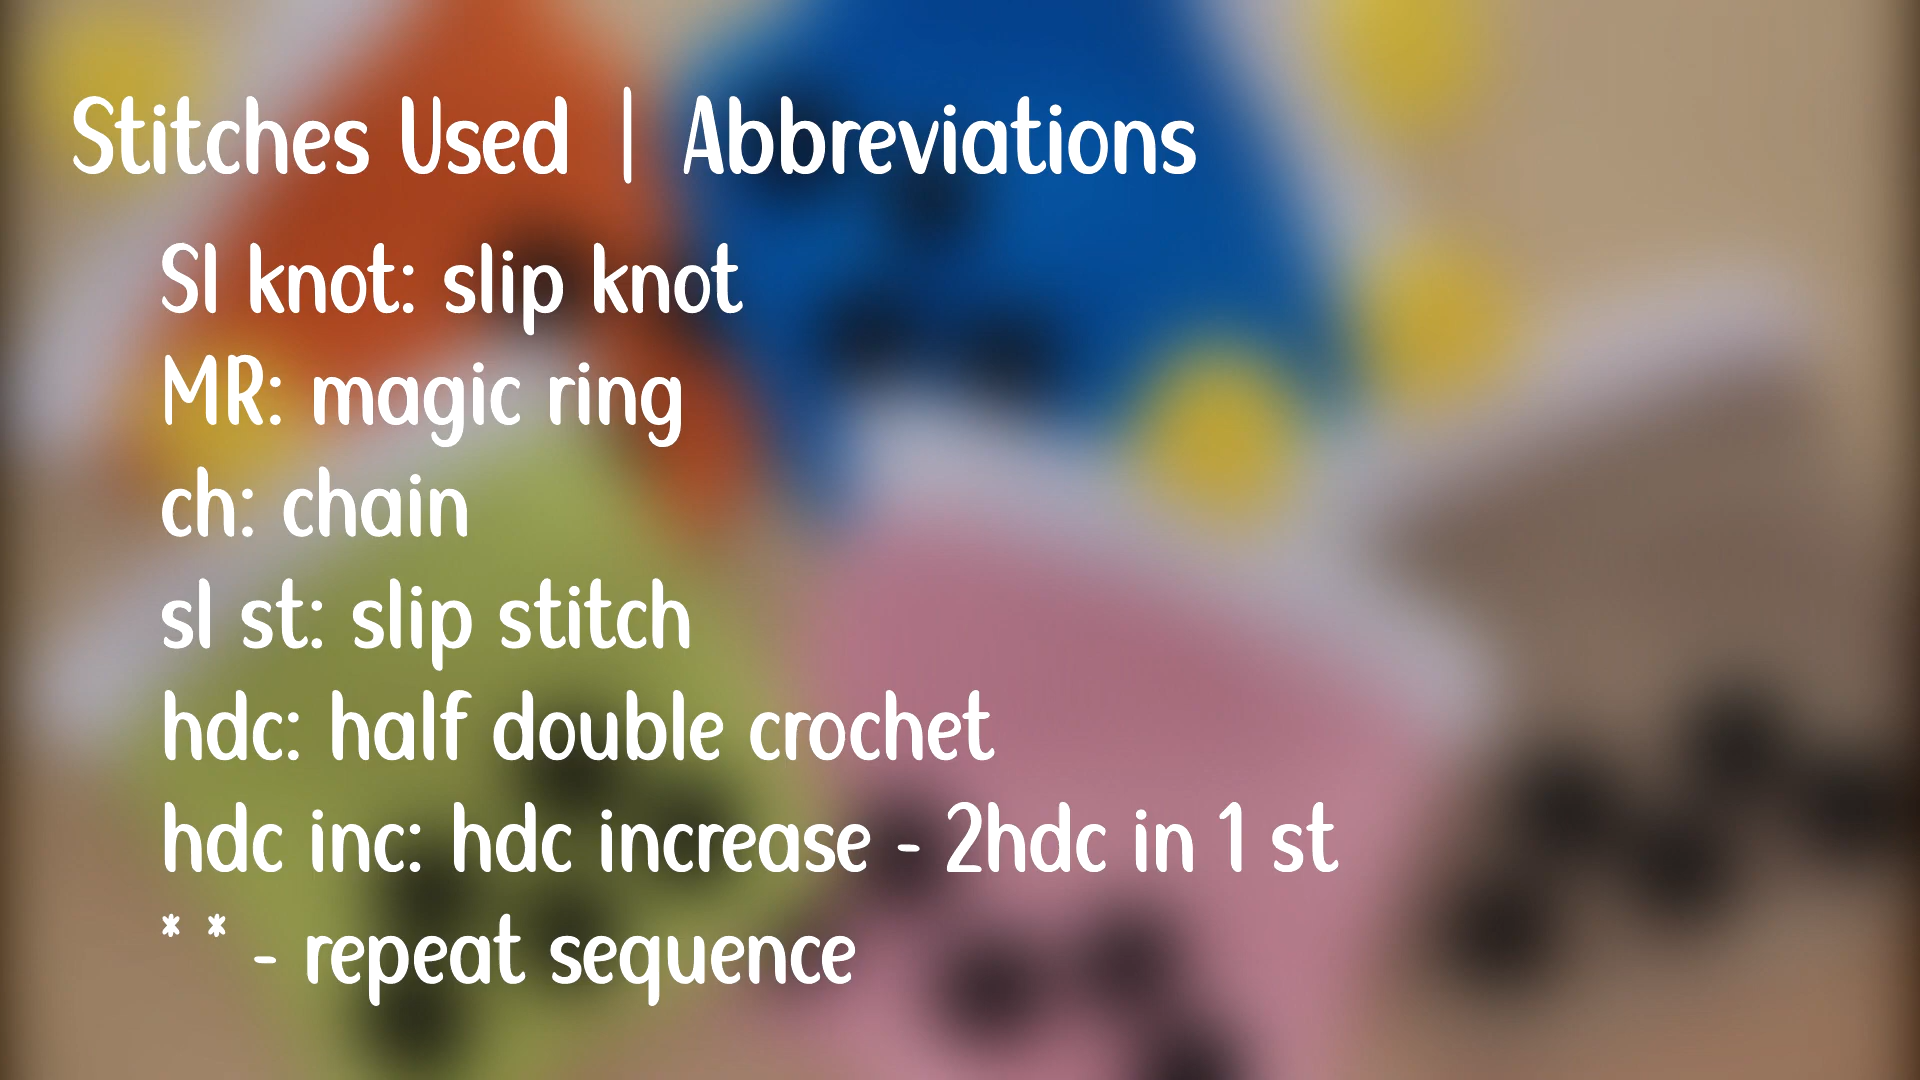 Stitches Used | Abbreviations
Sl knot: slip knot
MR: magic ring
ch: chain
sl st: slip stitch
hdc: half double crochet
hdc inc: hdc increase - 2hdc in 1 st
* * - repeat sequence